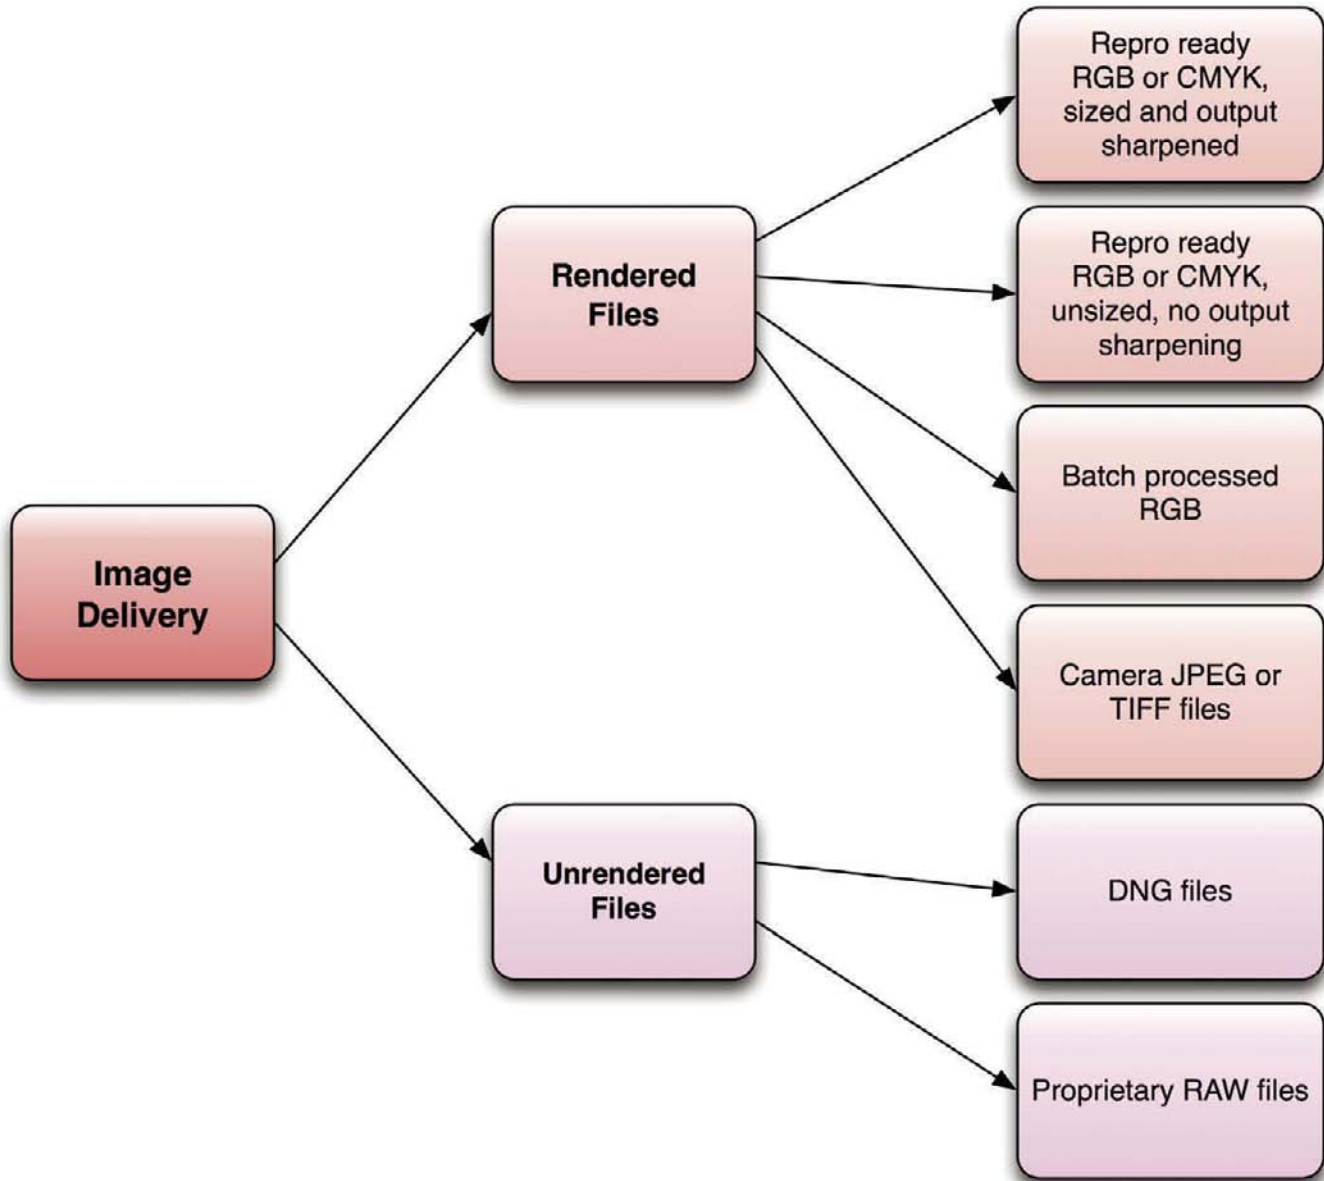 Image
Delivery
Rendered
Files
Unrendered
Files
Repro ready
RGB or CMYK,
sized and output
sharpened
Repro ready
RGB or CMYK,
unsized, no output
sharpening
Batch processed
RGB
Camera JPEG or
TIFF files
DNG files
Proprietary RAW files